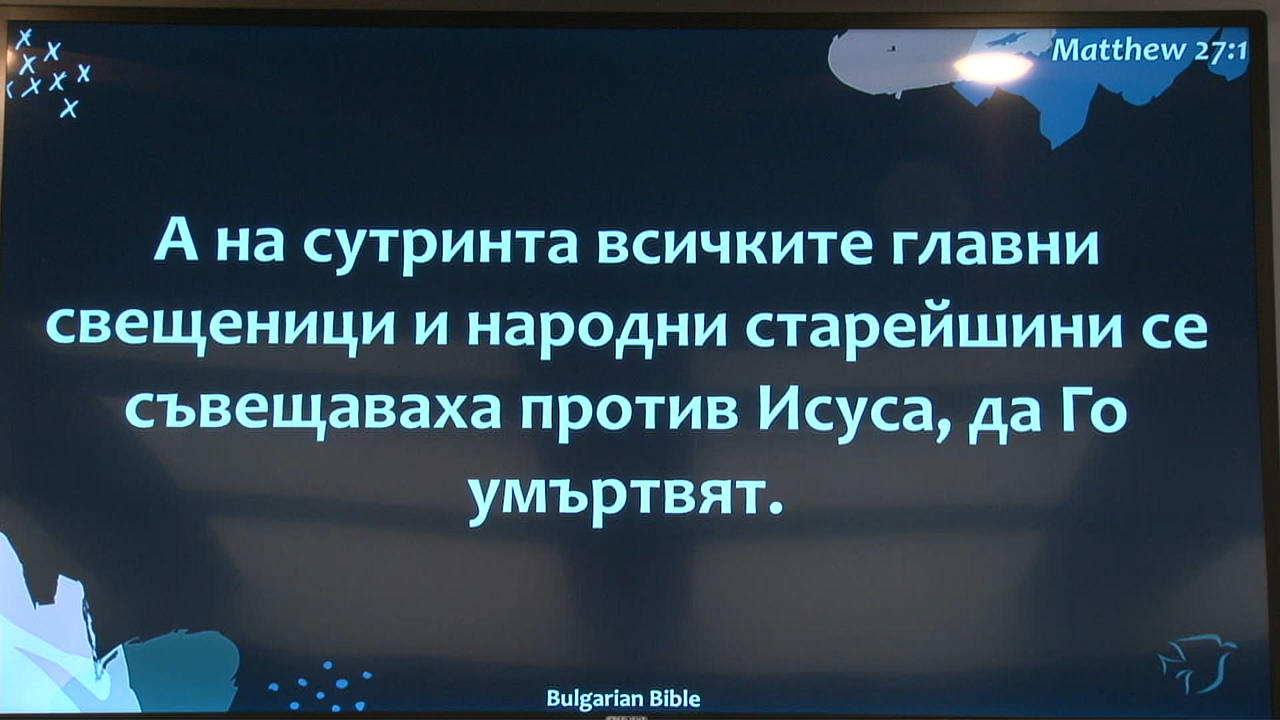 Matthew 27:1
А на сутринта всичките главни
свещеници и народни старейшини се
съвещаваха против Исуса, да Го
умъртвят.
Bulgarian Bible